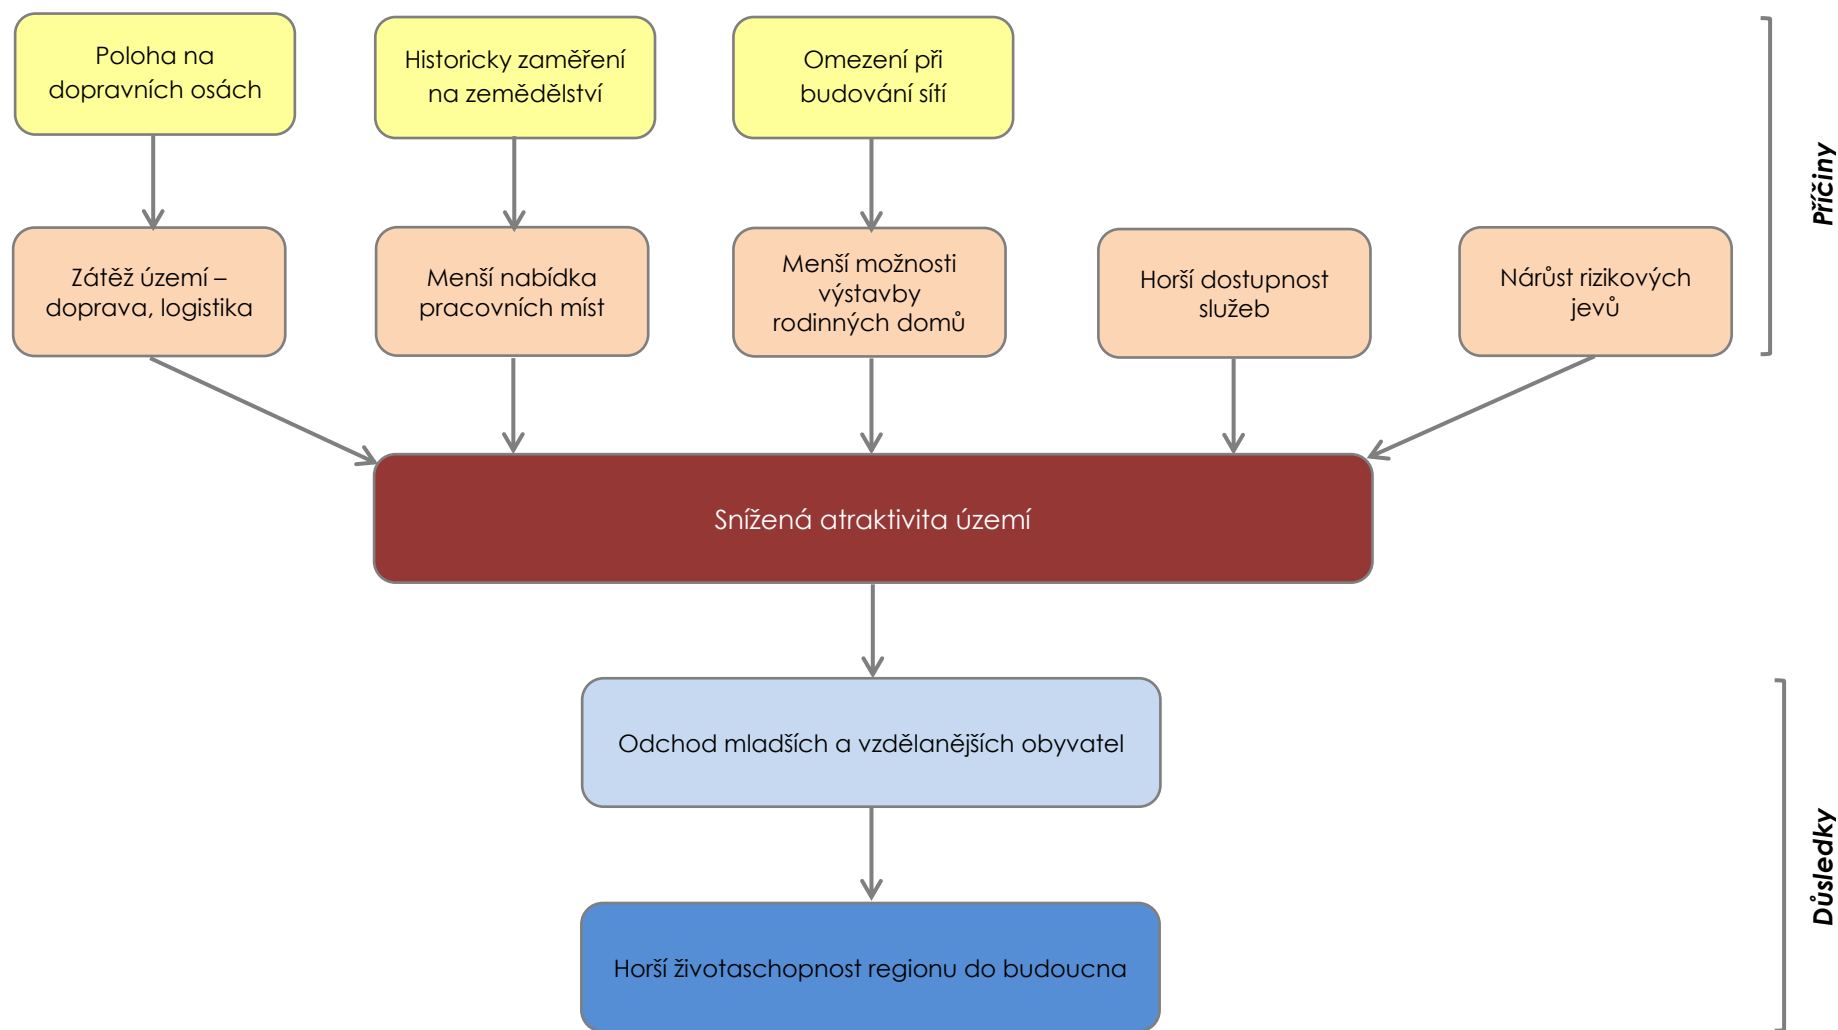 Poloha na
dopravních osách
Historicky zaměření
na zemědělství
Omezení při
budování sítí
Příčiny
Zátěž území –
doprava, logistika
Menší nabídka
pracovních míst
Menší možnosti
výstavby
rodinných domů
Horší dostupnost
služeb
Nárůst rizikových
jevů
Snížená atraktivita území
Odchod mladších a vzdělanějších obyvatel
Důsledky
Horší životaschopnost regionu do budoucna